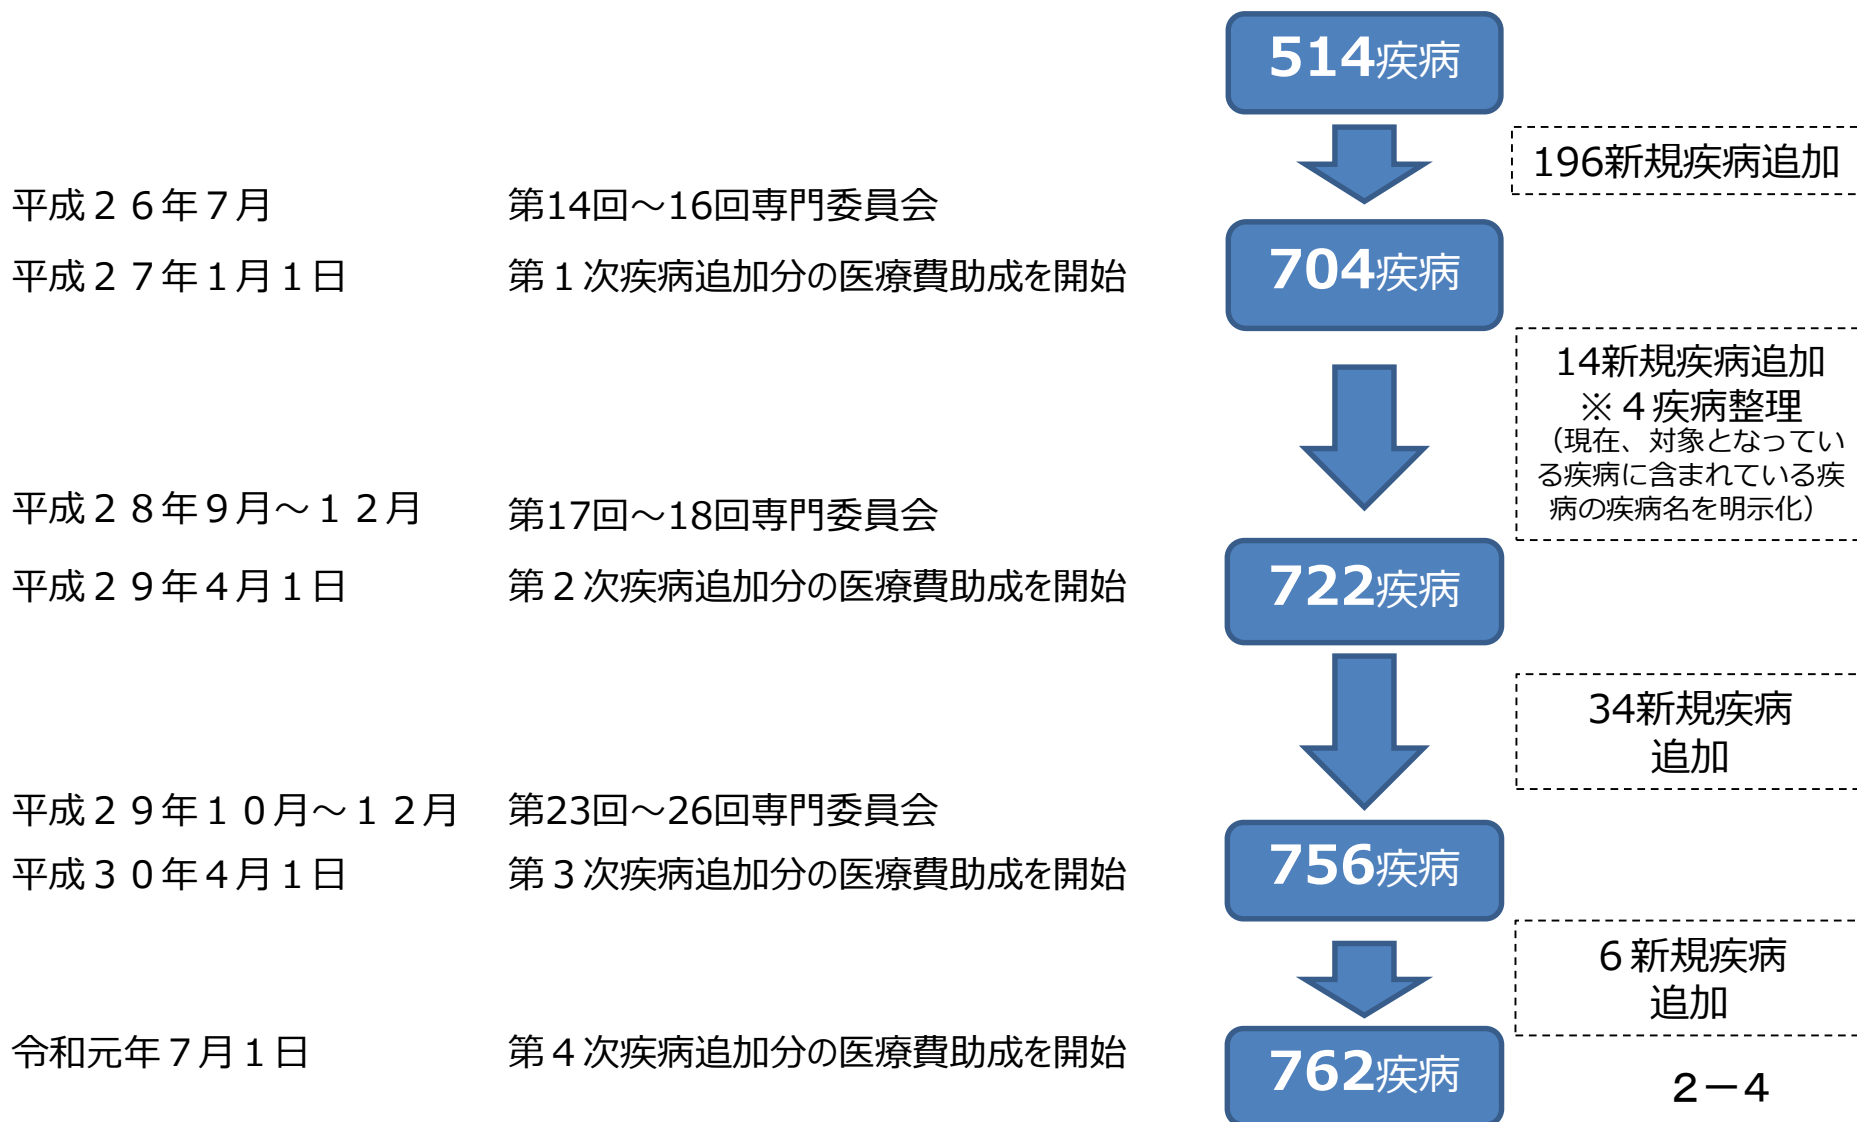 514疾病
196新規疾病追加
平成２６年７月
第14回～16回専門委員会
平成２７年１月１日
第１次疾病追加分の医療費助成を開始
704疾病
14新規疾病追加
※４疾病整理
（現在、対象となってい
る疾病に含まれている疾
病の疾病名を明示化）
平成２８年９月～１２月
第17回～18回専門委員会
平成２９年４月１日
第２次疾病追加分の医療費助成を開始
722疾病
34新規疾病
追加
平成２９年１０月～１２月
第23回～26回専門委員会
平成３０年４月１日
第３次疾病追加分の医療費助成を開始
756疾病
６新規疾病
追加
令和元年７月１日
第４次疾病追加分の医療費助成を開始
762疾病
２－４